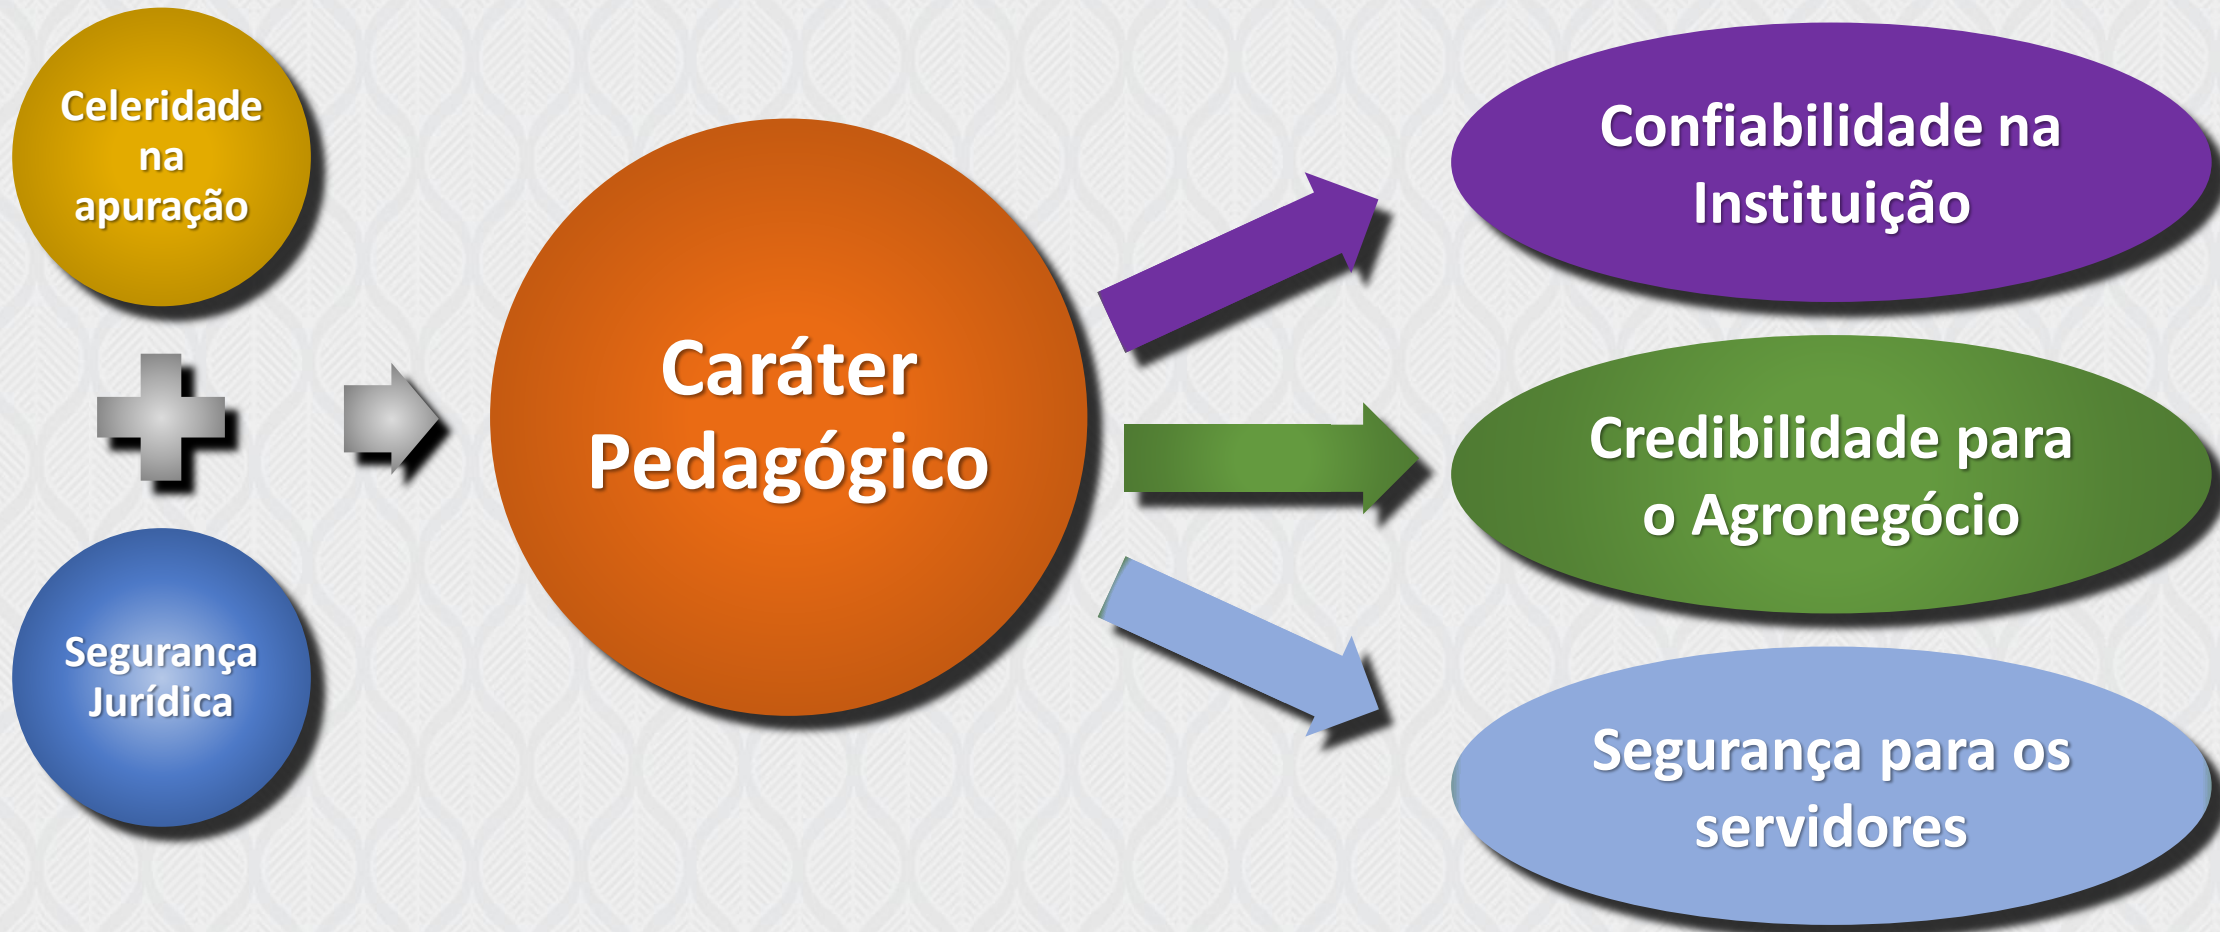 Celeridade
na
apuração
Segurança
Jurídica
Caráter
Pedagógico
Confiabilidade na
Instituição
Credibilidade para
o Agronegócio
Segurança para os
servidores